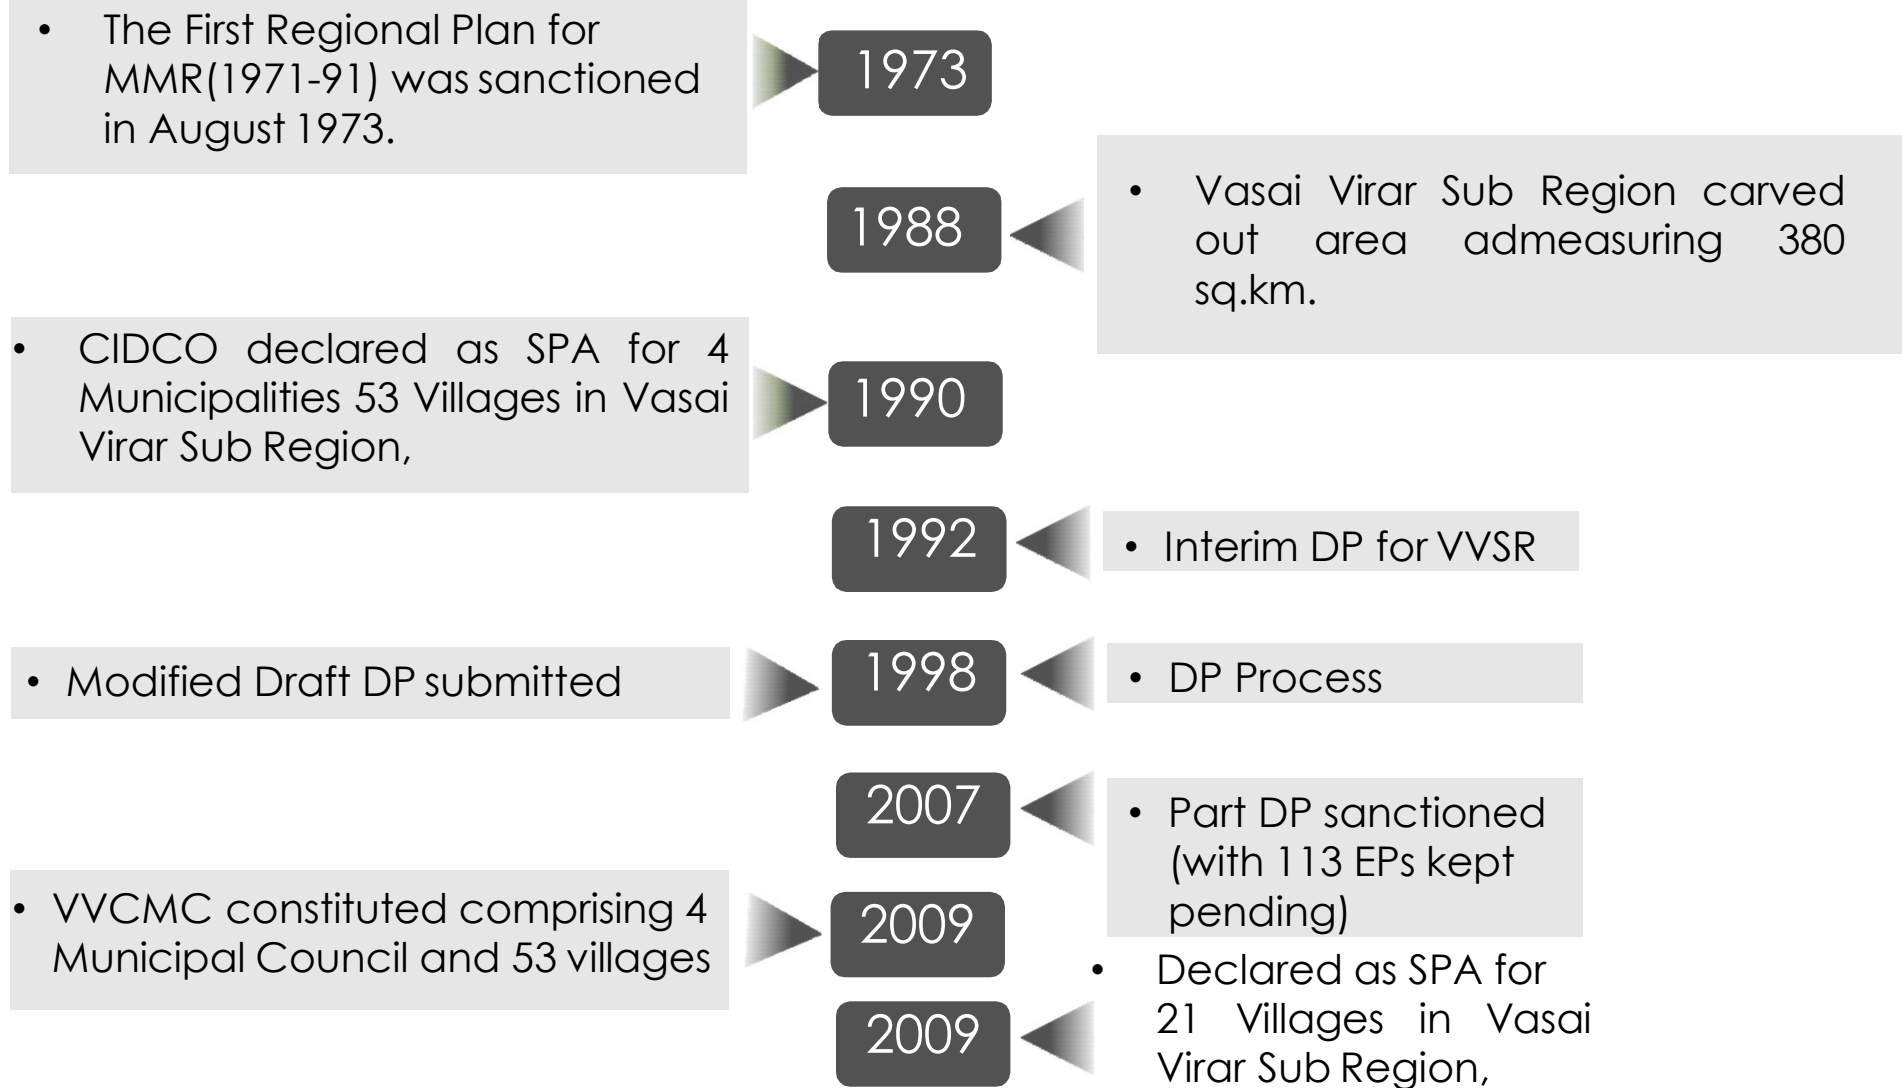 • The First Regional Plan for
MMR(1971-91) was sanctioned
in August 1973.
1973
1988
• Vasai Virar Sub Region carved
out area admeasuring 380
sq.km.
• CIDCO declared as SPA for 4
Municipalities 53 Villages in Vasai
Virar Sub Region,
1990
1992
• Interim DP for VVSR
• Modified Draft DP submitted
1998
• DP Process
2007
• Part DP sanctioned
(with 113 EPs kept
pending)
• VVCMC constituted comprising 4
Municipal Council and 53 villages
2009
2009
• Declared as SPA for
21 Villages in Vasai
Virar Sub Region,